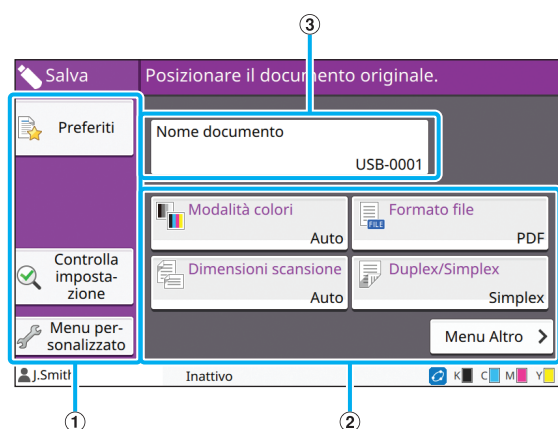 ③
Salva
Posizionare il documento originale.
Preferiti
Nome documento
USB-0001
Modalità colori
Auto
Formato file
FILE
PDF
Controlla
imposta-
zione
Dimensioni scansione
Auto
Duplex/Simplex
Simplex
Menu per-
sonalizzato
Menu Altro
J.Smith
Inattivo
K C M Y
① ②